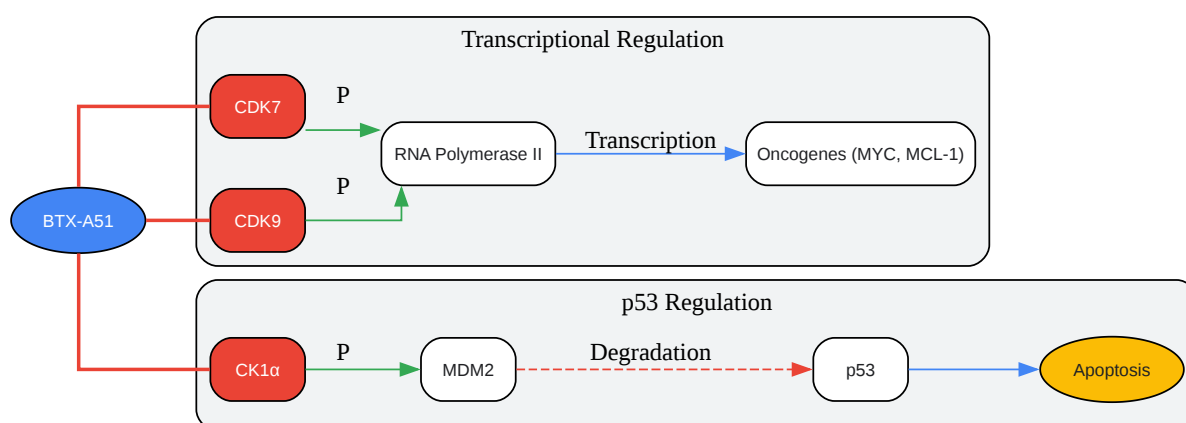 Transcriptional Regulation
CDK7
P
RNA Polymerase II
Transcription
Oncogenes (MYC, MCL-1)
P
CDK9
BTX-A51
p53 Regulation
CK1α
P
MDM2
Degradation
p53
Apoptosis